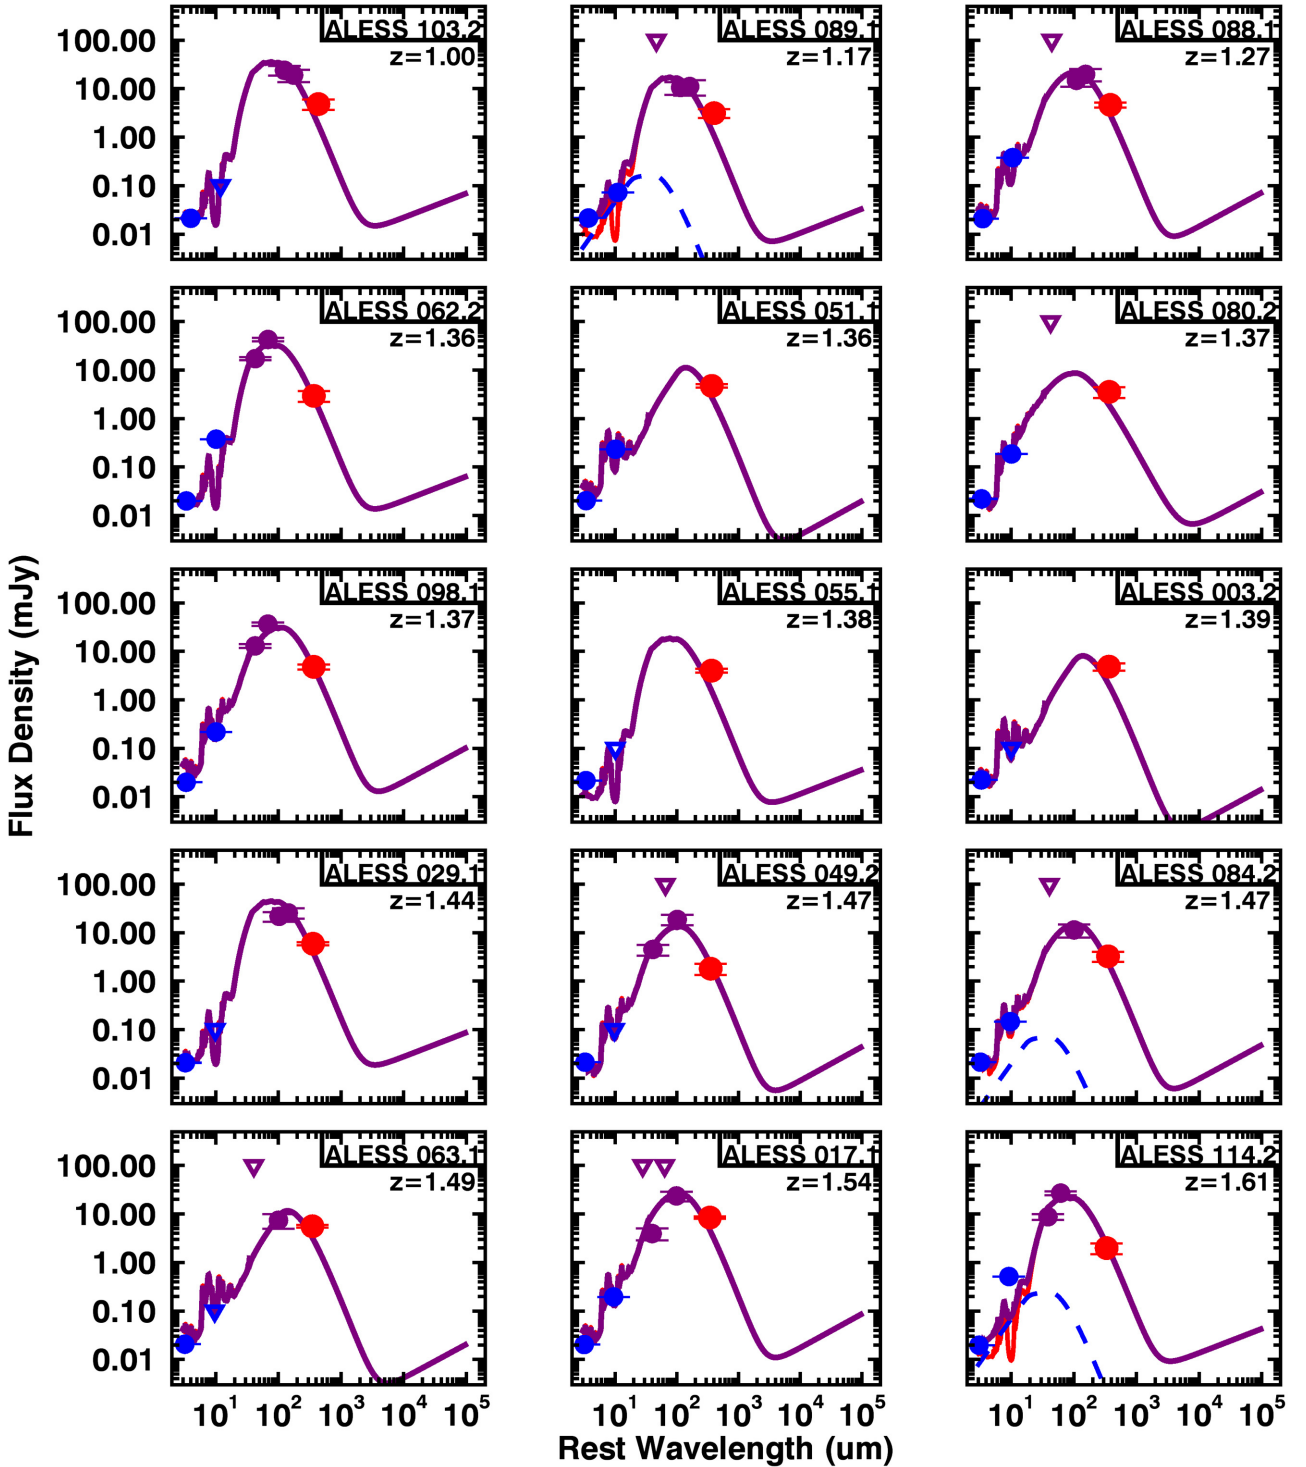 ALESS 103.2
z=1.00
ALESS 089.1
z=1.17
ALESS 088.1
z=1.27
100.00
10.00
1.00
0.10
0.01
ALESS 062.2
z=1.36
ALESS 051.1
z=1.36
ALESS 080.2
z=1.37
100.00
10.00
1.00
0.10
0.01
ALESS 098.1
z=1.37
ALESS 055.1
z=1.38
ALESS 003.2
z=1.39
100.00
10.00
1.00
0.10
0.01
Flux Density (mJy)
ALESS 029.1
z=1.44
ALESS 049.2
z=1.47
ALESS 084.2
z=1.47
100.00
10.00
1.00
0.10
0.01
ALESS 063.1
z=1.49
ALESS 017.1
z=1.54
ALESS 114.2
z=1.61
100.00
10.00
1.00
0.10
0.01
10¹ 10² 10³ 10⁴ 10⁵ 10¹ 10² 10³ 10⁴ 10⁵ 10¹ 10² 10³ 10⁴ 10⁵
Rest Wavelength (um)